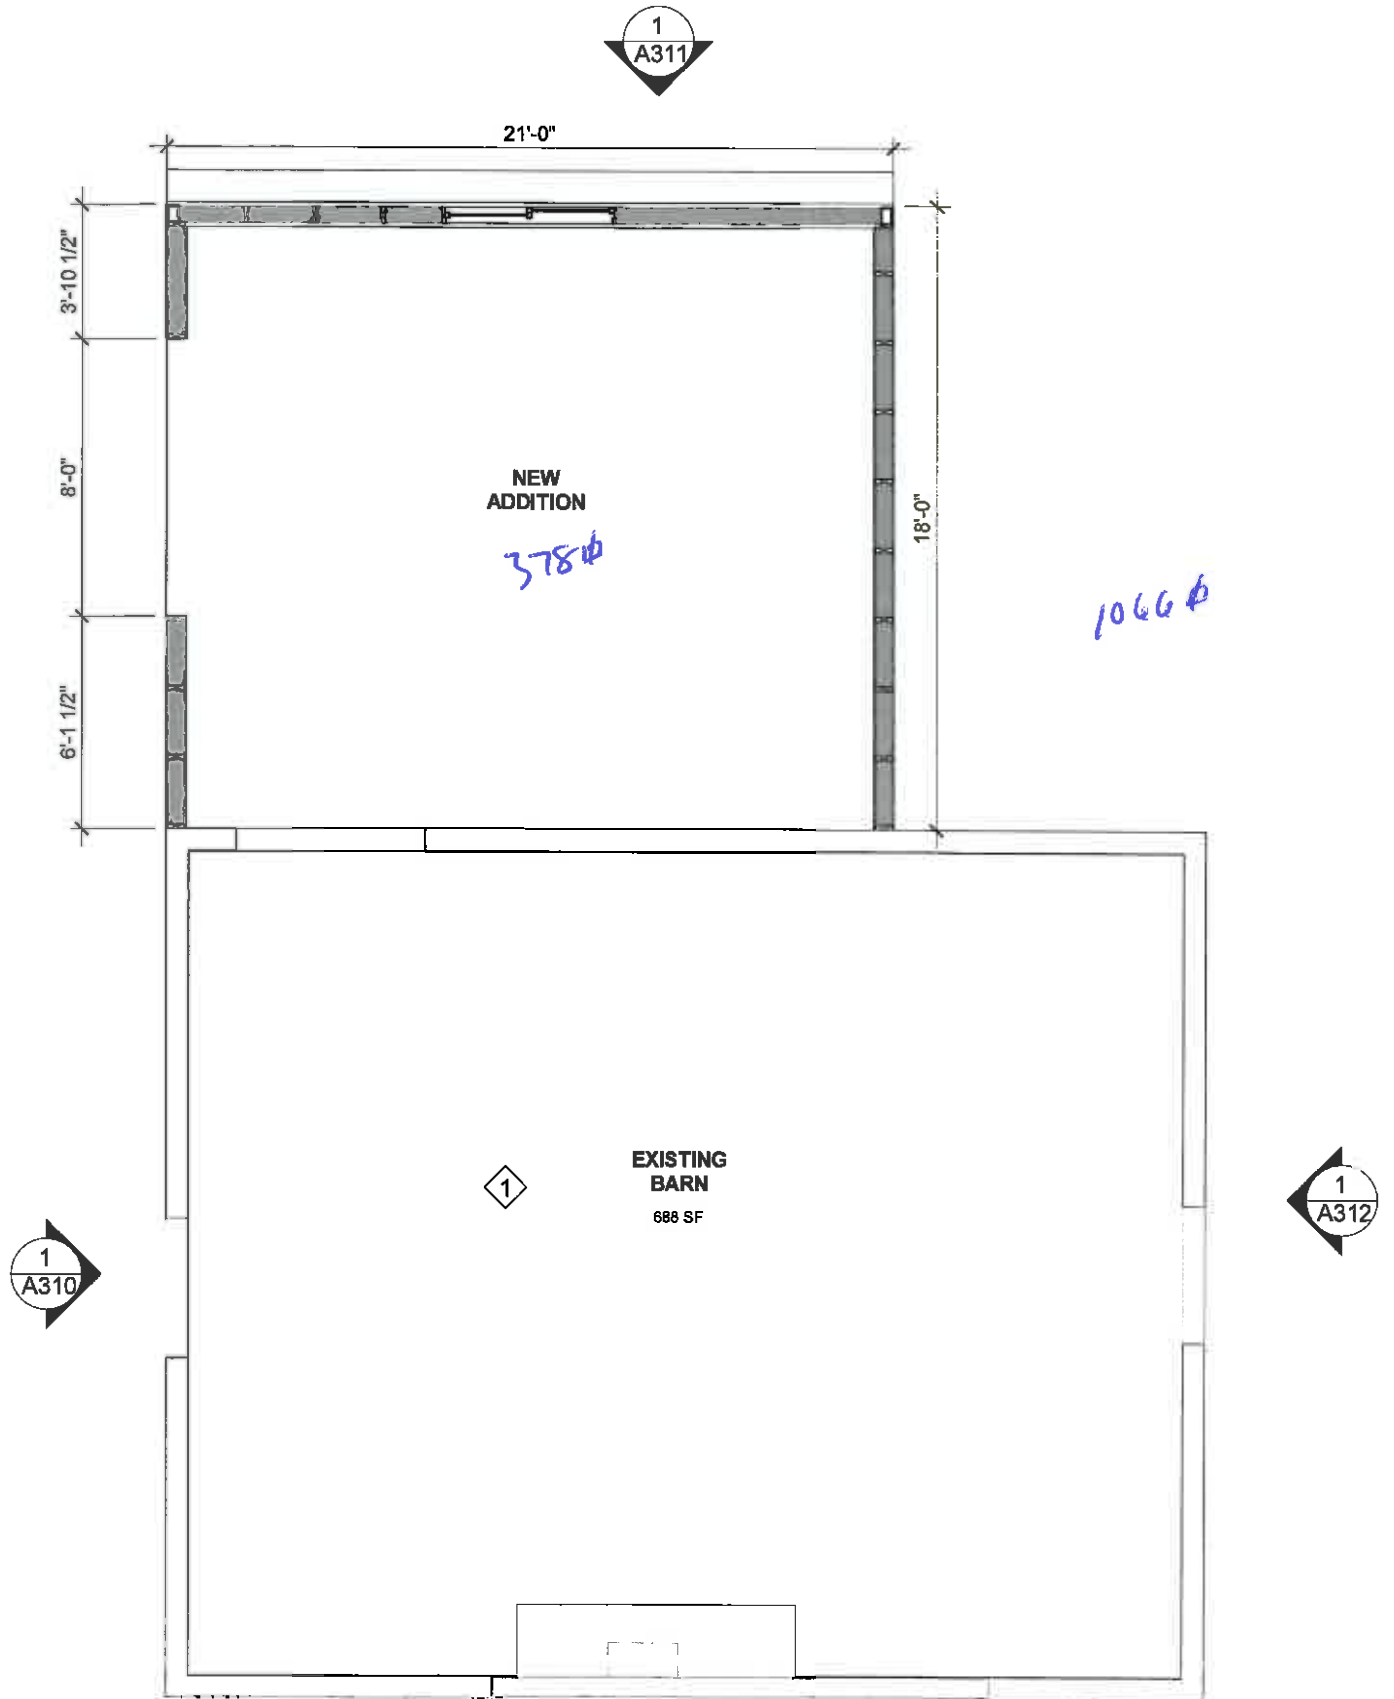 1
A311
21'-0"
3'-10 1/2"
8'-0"
6'-1 1/2"
18'-0"
NEW
ADDITION
378⌽
1066⌽
EXISTING
BARN
688 SF
1
1
A310
1
A312